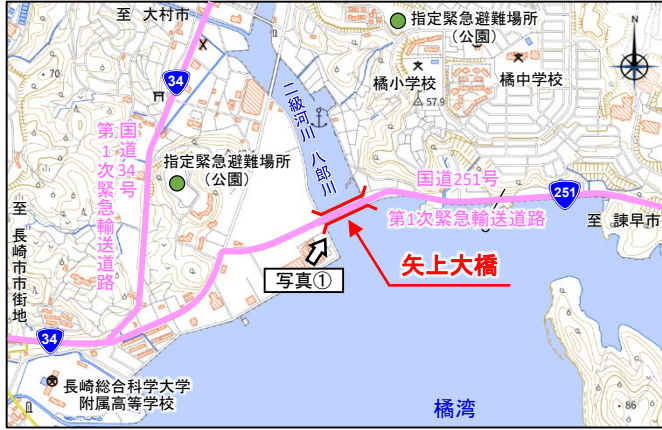 至 大村市
指定緊急避難場所
（公園）
N
・70
34
橘小学校
橘中学校
57.9
二級河川 八郎川
国道34号
第1次緊急輸送道路
指定緊急避難場所
（公園）
国道251号
251
第1次緊急輸送道路
至 諫早市
至 長崎市市街地
矢上大橋
写真①
34
長崎総合科学大学
附属高等学校
橘湾
・86